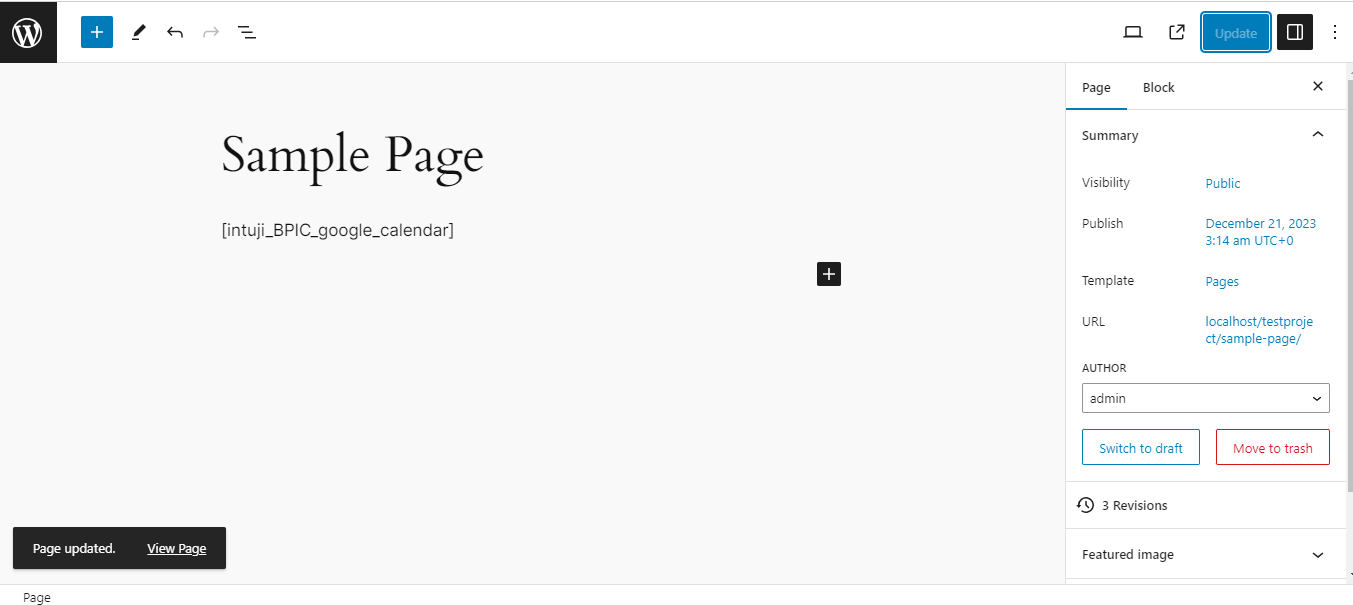 Update
Page Block
Summary
Sample Page
Visibility Public
[intuji_BPIC_google_calendar]
Publish December 21, 2023
3:14 am UTC+0
Template Pages
URL localhost/testproje
ct/sample-page/
AUTHOR
admin
Switch to draft Move to trash
3 Revisions
Page updated. View Page
Featured image
Page